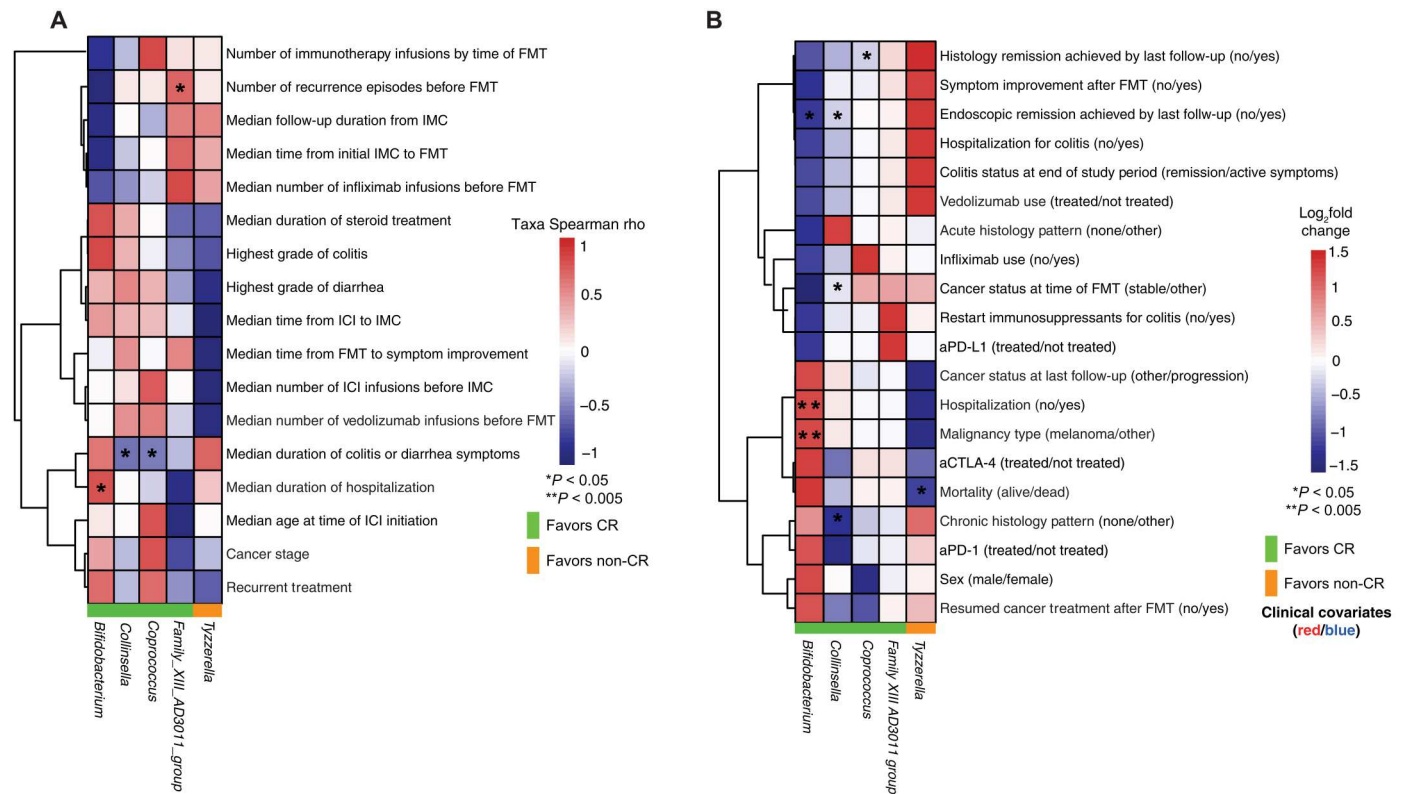 A
Number of immunotherapy infusions by time of FMT
Number of recurrence episodes before FMT
*
Median follow-up duration from IMC
Median time from initial IMC to FMT
Median number of infliximab infusions before FMT
Median duration of steroid treatment
Highest grade of colitis
Highest grade of diarrhea
Median time from ICI to IMC
Median time from FMT to symptom improvement
Median number of ICI infusions before IMC
Median number of vedolizumab infusions before FMT
* * Median duration of colitis or diarrhea symptoms
* Median duration of hospitalization
Median age at time of ICI initiation
Cancer stage
Recurrent treatment
Bifidobacterium
Collinsella
Coprococcus
Family_XIII_AD3011_group
Tyzzerella
Taxa Spearman rho
1
0.5
0
−0.5
−1
*P < 0.05
**P < 0.005
Favors CR
Favors non-CR
B
* Histology remission achieved by last follow-up (no/yes)
Symptom improvement after FMT (no/yes)
* * Endoscopic remission achieved by last follw-up (no/yes)
Hospitalization for colitis (no/yes)
Colitis status at end of study period (remission/active symptoms)
Vedolizumab use (treated/not treated)
Acute histology pattern (none/other)
Infliximab use (no/yes)
* Cancer status at time of FMT (stable/other)
Restart immunosuppressants for colitis (no/yes)
aPD-L1 (treated/not treated)
Cancer status at last follow-up (other/progression)
** Hospitalization (no/yes)
** Malignancy type (melanoma/other)
aCTLA-4 (treated/not treated)
* Mortality (alive/dead)
* Chronic histology pattern (none/other)
aPD-1 (treated/not treated)
Sex (male/female)
Resumed cancer treatment after FMT (no/yes)
Bifidobacterium
Collinsella
Coprococcus
Family XIII AD3011 group
Tyzzerella
Log2fold
change
1.5
1
0.5
0
−0.5
−1
−1.5
*P < 0.05
**P < 0.005
Favors CR
Favors non-CR
Clinical covariates
(red/blue)